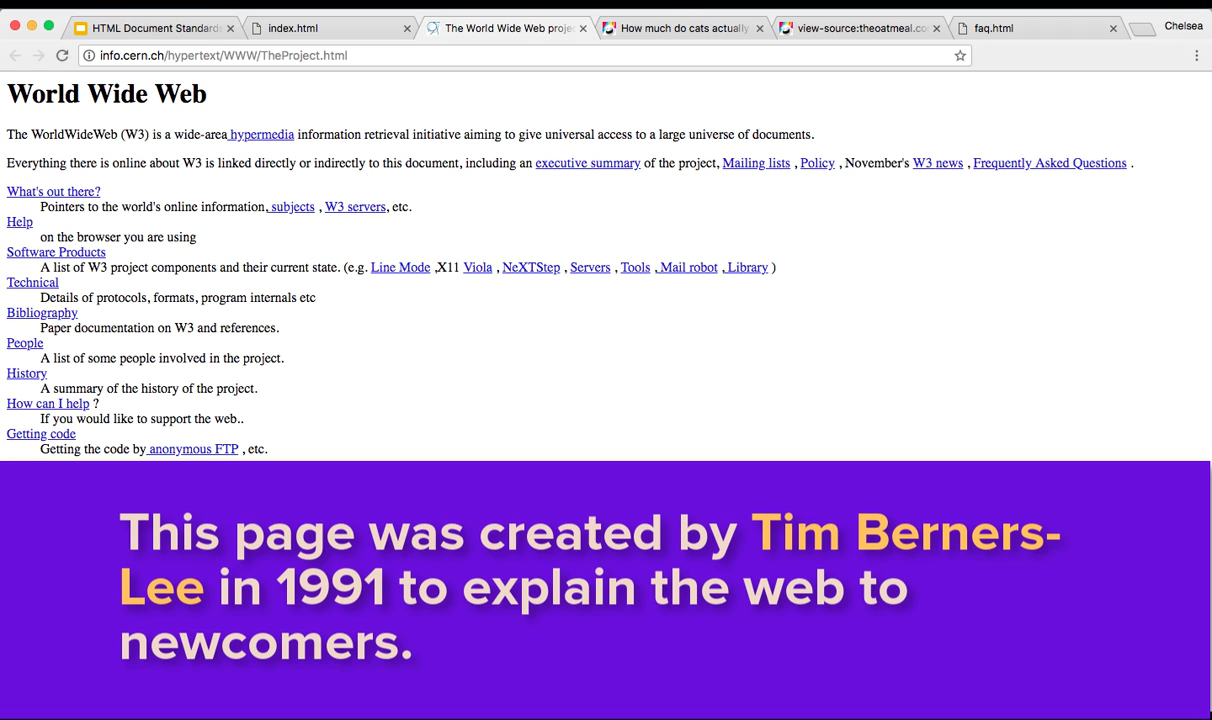 HTML Document Standards
index.html
The World Wide Web proje
How much do cats actually
view-source:theoatmeal.co
faq.html
Chelsea
info.cern.ch/hypertext/WWW/TheProject.html
World Wide Web
The WorldWideWeb (W3) is a wide-area hypermedia information retrieval initiative aiming to give universal access to a large universe of documents.
Everything there is online about W3 is linked directly or indirectly to this document, including an executive summary of the project, Mailing lists , Policy , November's W3 news , Frequently Asked Questions .
What's out there?
Pointers to the world's online information, subjects , W3 servers, etc.
Help
on the browser you are using
Software Products
A list of W3 project components and their current state. (e.g. Line Mode ,X11 Viola , NeXTStep , Servers , Tools , Mail robot , Library )
Technical
Details of protocols, formats, program internals etc
Bibliography
Paper documentation on W3 and references.
People
A list of some people involved in the project.
History
A summary of the history of the project.
How can I help ?
If you would like to support the web..
Getting code
Getting the code by anonymous FTP , etc.
This page was created by Tim Berners-
Lee in 1991 to explain the web to
newcomers.